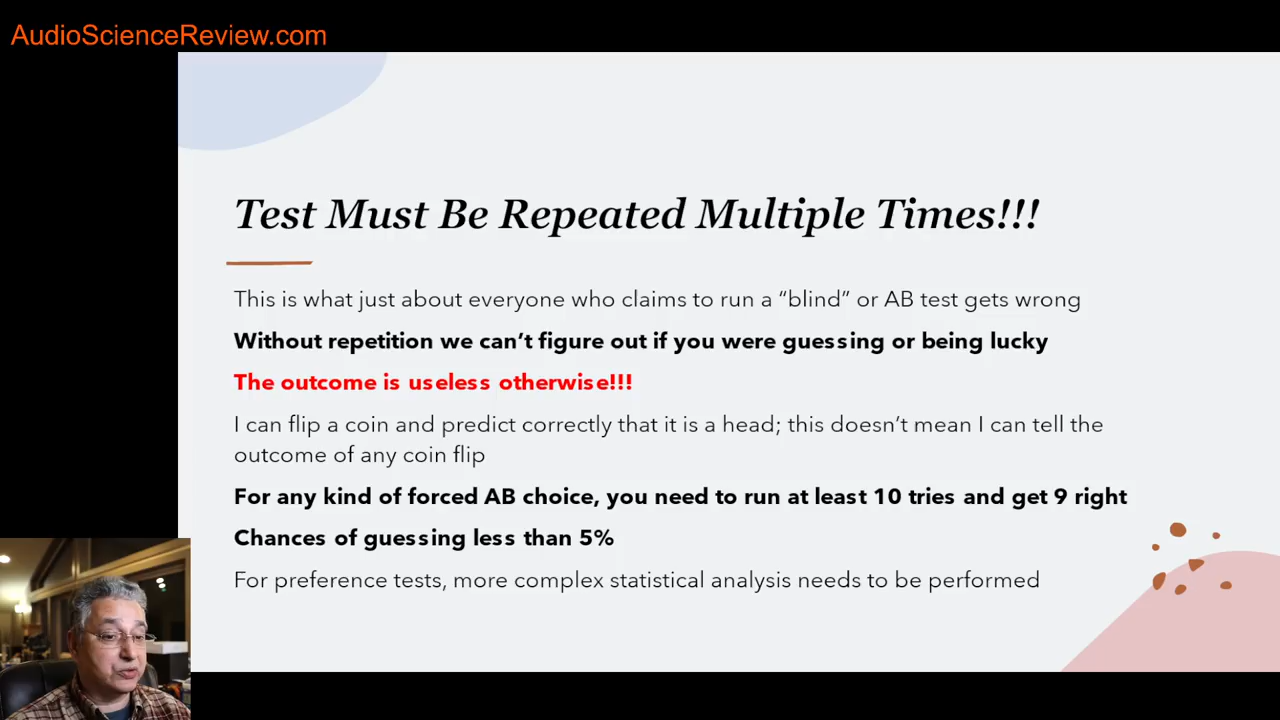 AudioScienceReview.com
Test Must Be Repeated Multiple Times!!!
This is what just about everyone who claims to run a “blind” or AB test gets wrong
Without repetition we can’t figure out if you were guessing or being lucky
The outcome is useless otherwise!!!
I can flip a coin and predict correctly that it is a head; this doesn’t mean I can tell the
outcome of any coin flip
For any kind of forced AB choice, you need to run at least 10 tries and get 9 right
Chances of guessing less than 5%
For preference tests, more complex statistical analysis needs to be performed